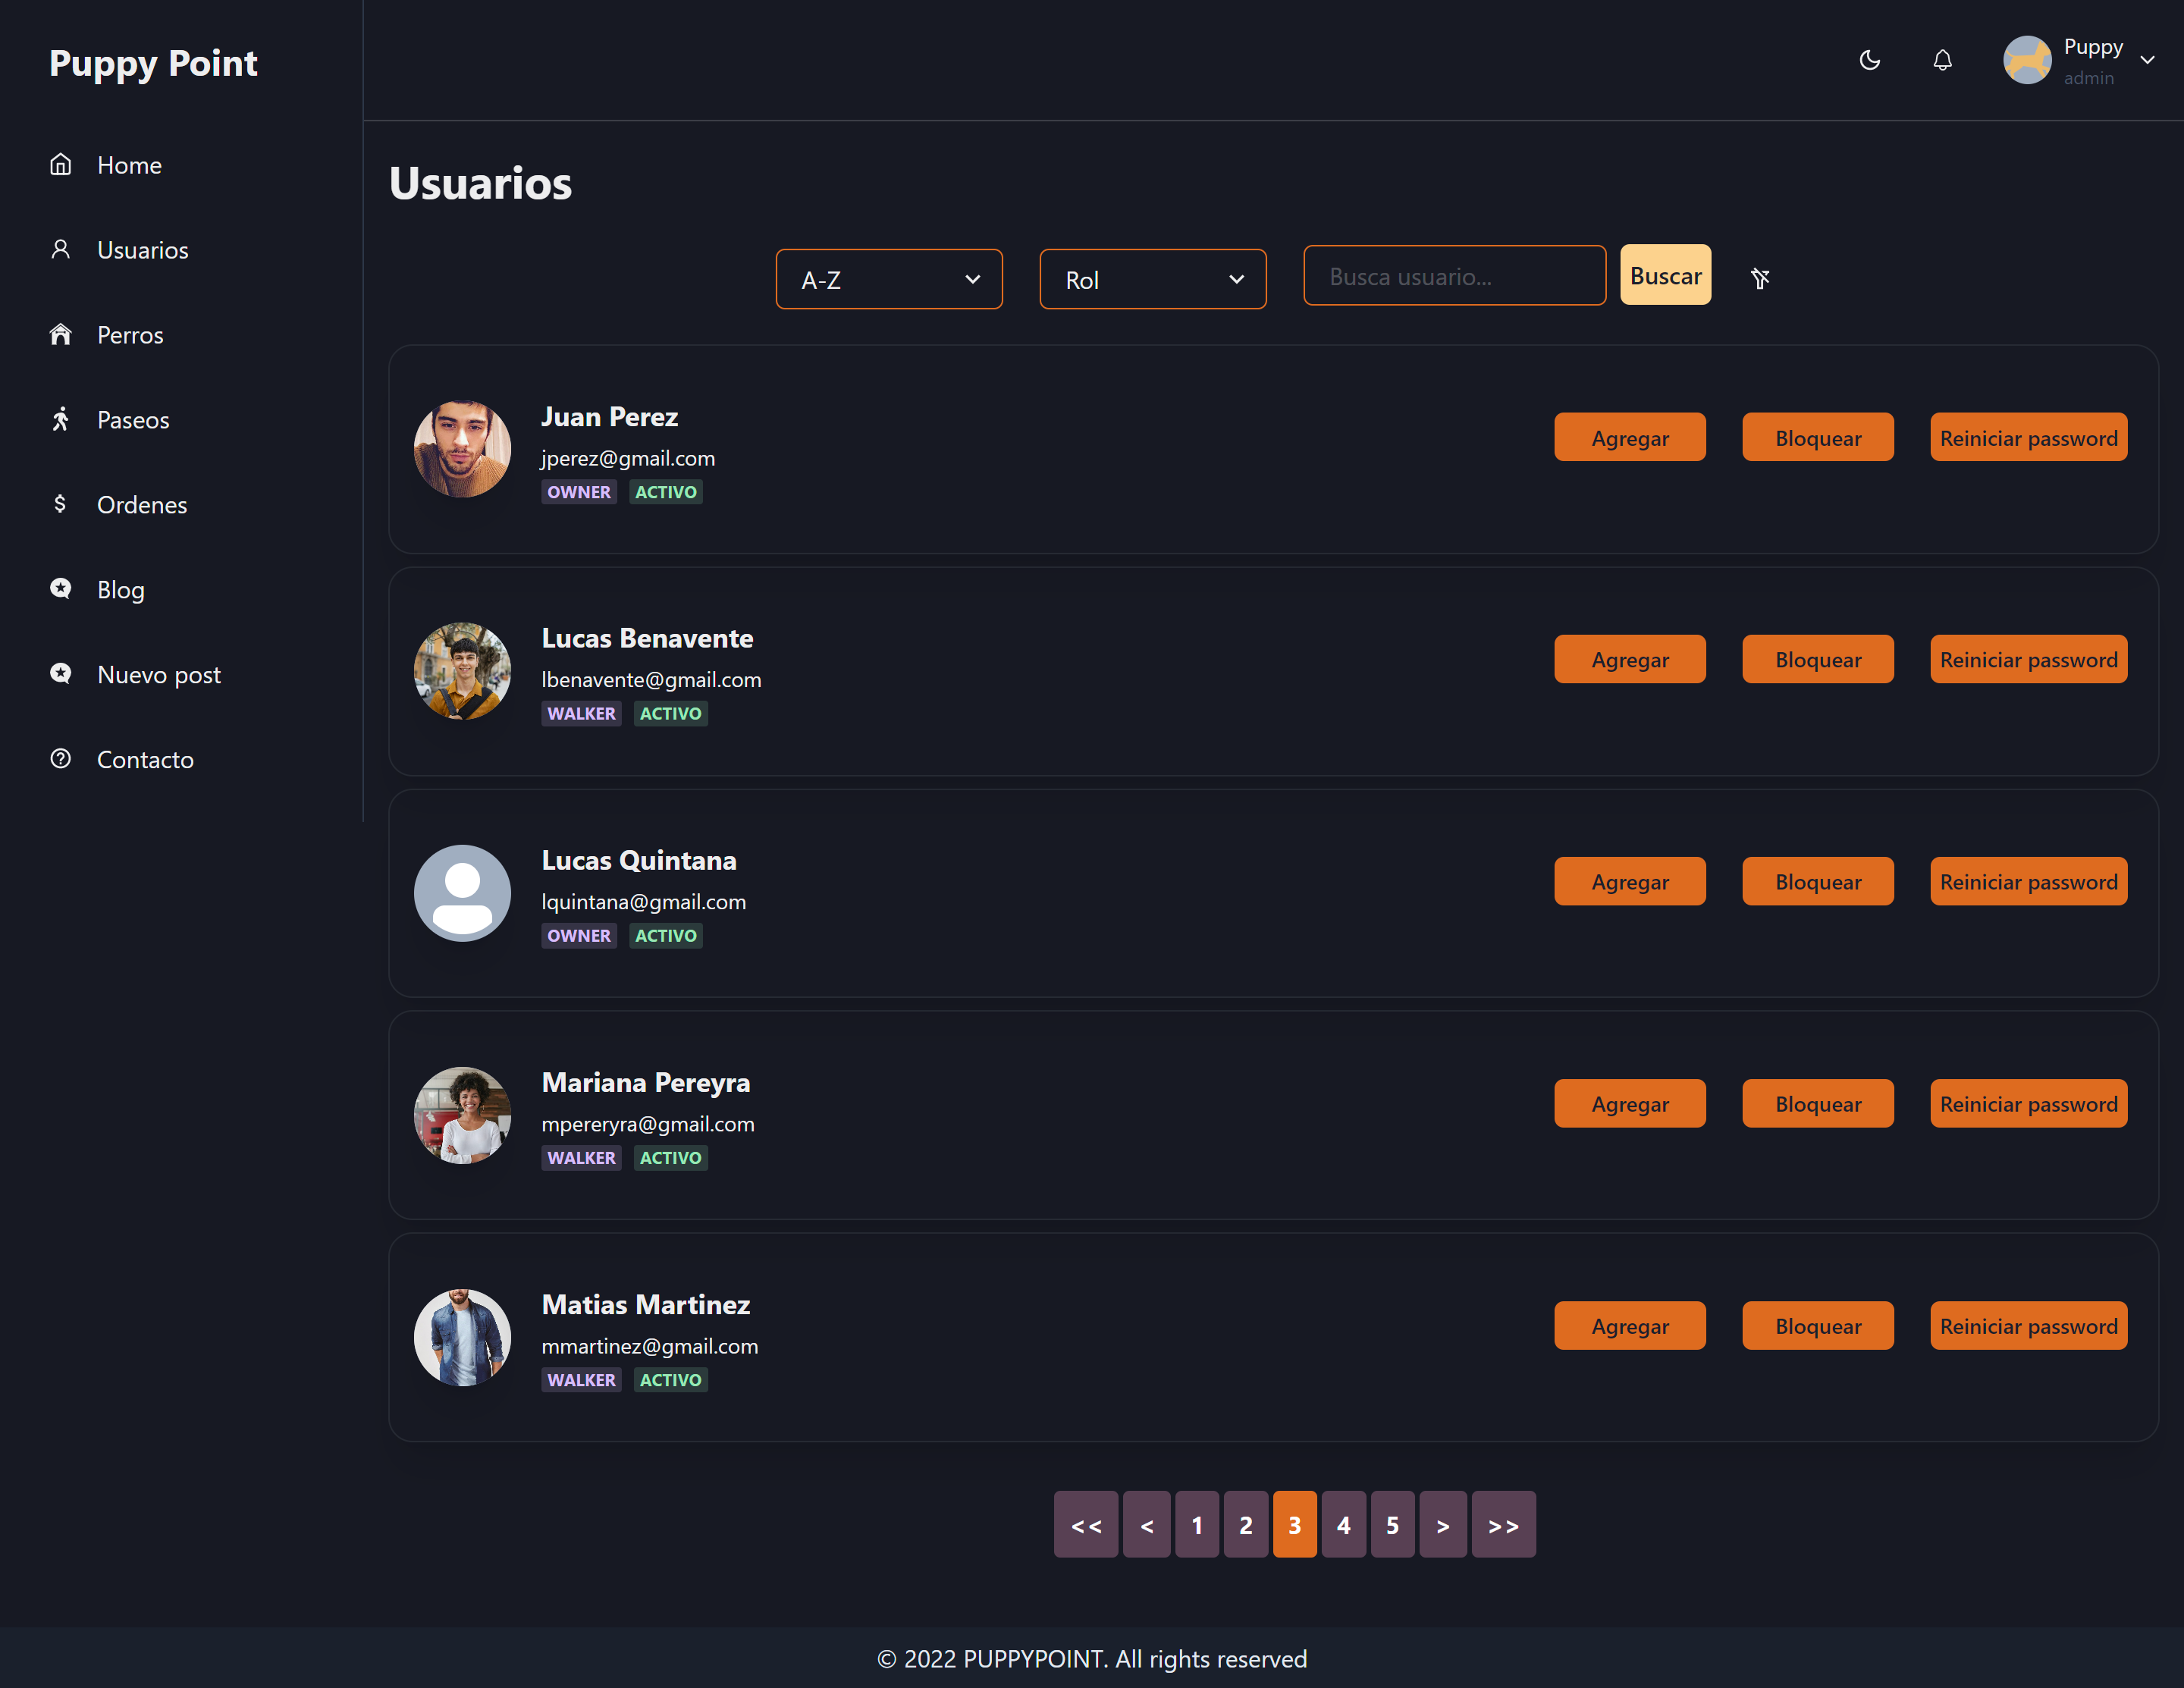 Puppy Point
Puppy
admin
Home
Usuarios
Perros
Paseos
Ordenes
Blog
Nuevo post
Contacto
Usuarios
A-Z
Rol
Busca usuario...
Buscar
Juan Perez
jperez@gmail.com
OWNER ACTIVO
Agregar Bloquear Reiniciar password
Lucas Benavente
lbenavente@gmail.com
WALKER ACTIVO
Agregar Bloquear Reiniciar password
Lucas Quintana
lquintana@gmail.com
OWNER ACTIVO
Agregar Bloquear Reiniciar password
Mariana Pereyra
mpereryra@gmail.com
WALKER ACTIVO
Agregar Bloquear Reiniciar password
Matias Martinez
mmartinez@gmail.com
WALKER ACTIVO
Agregar Bloquear Reiniciar password
<< < 1 2 3 4 5 > >>
© 2022 PUPPYPOINT. All rights reserved